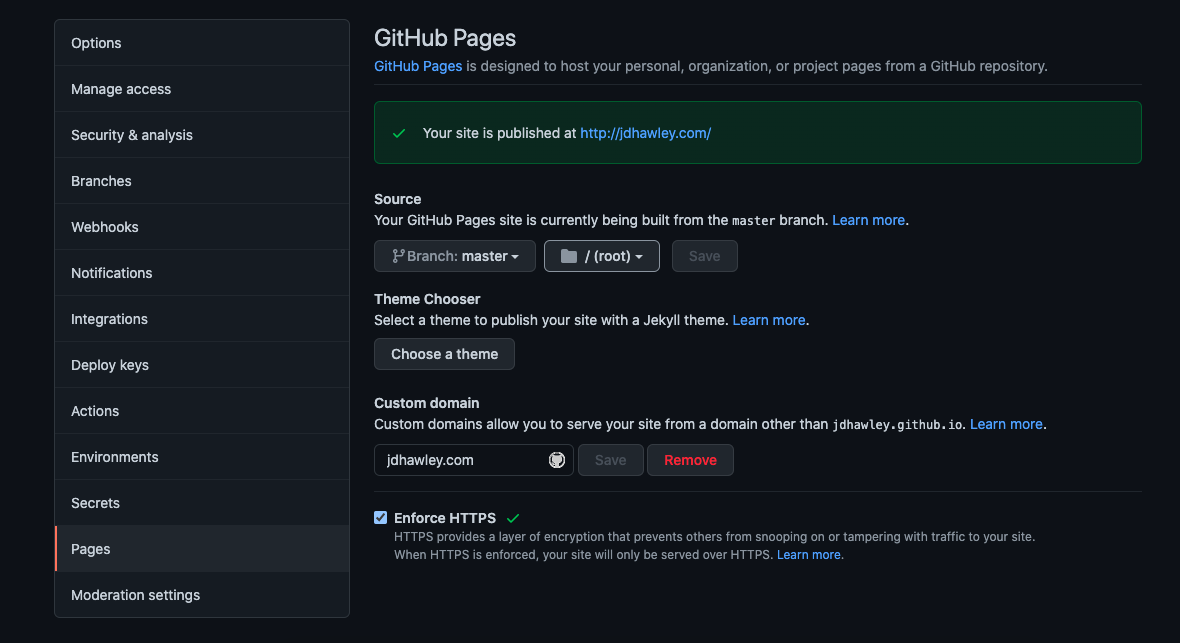 Options
Manage access
Security & analysis
Branches
Webhooks
Notifications
Integrations
Deploy keys
Actions
Environments
Secrets
Pages
Moderation settings
GitHub Pages
GitHub Pages is designed to host your personal, organization, or project pages from a GitHub repository.
Your site is published at http://jdhawley.com/
Source
Your GitHub Pages site is currently being built from the master branch. Learn more.
Branch: master / (root) Save
Theme Chooser
Select a theme to publish your site with a Jekyll theme. Learn more.
Choose a theme
Custom domain
Custom domains allow you to serve your site from a domain other than jdhawley.github.io. Learn more.
jdhawley.com Save Remove
Enforce HTTPS
HTTPS provides a layer of encryption that prevents others from snooping on or tampering with traffic to your site.
When HTTPS is enforced, your site will only be served over HTTPS. Learn more.